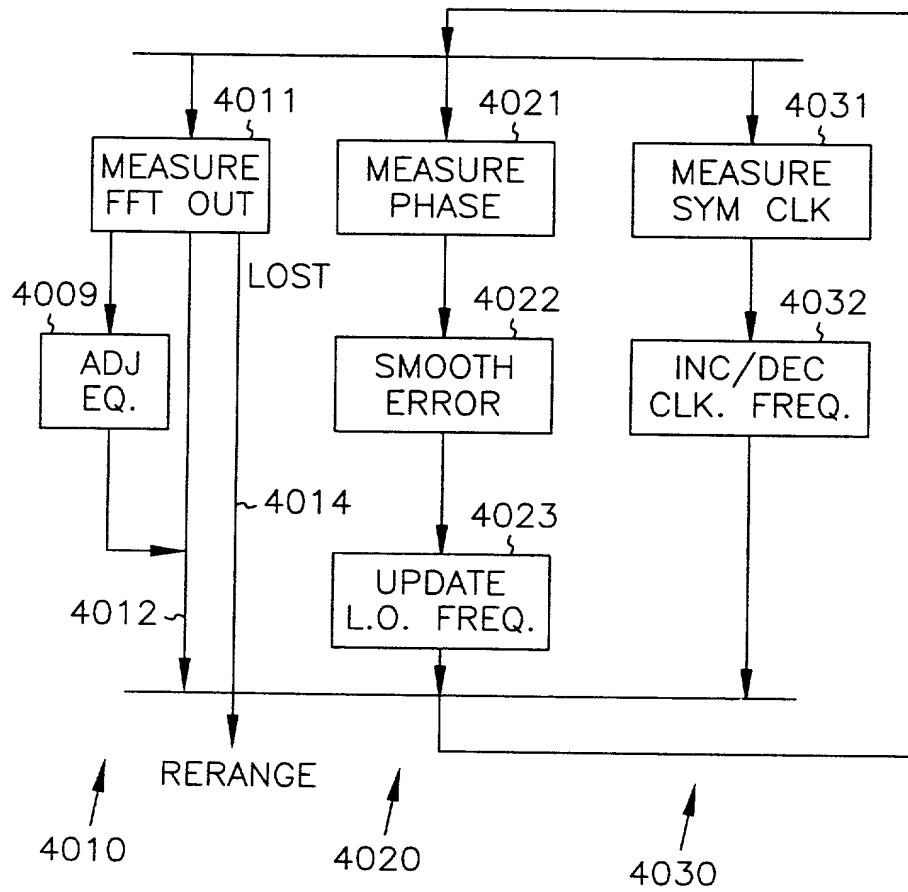 4011
MEASURE
FFT OUT
4021
MEASURE
PHASE
4031
MEASURE
SYM CLK
LOST
4009
ADJ
EQ.
4022
SMOOTH
ERROR
4032
INC/DEC
CLK. FREQ.
4014
4012
4023
UPDATE
L.O. FREQ.
RERANGE
4010
4020
4030